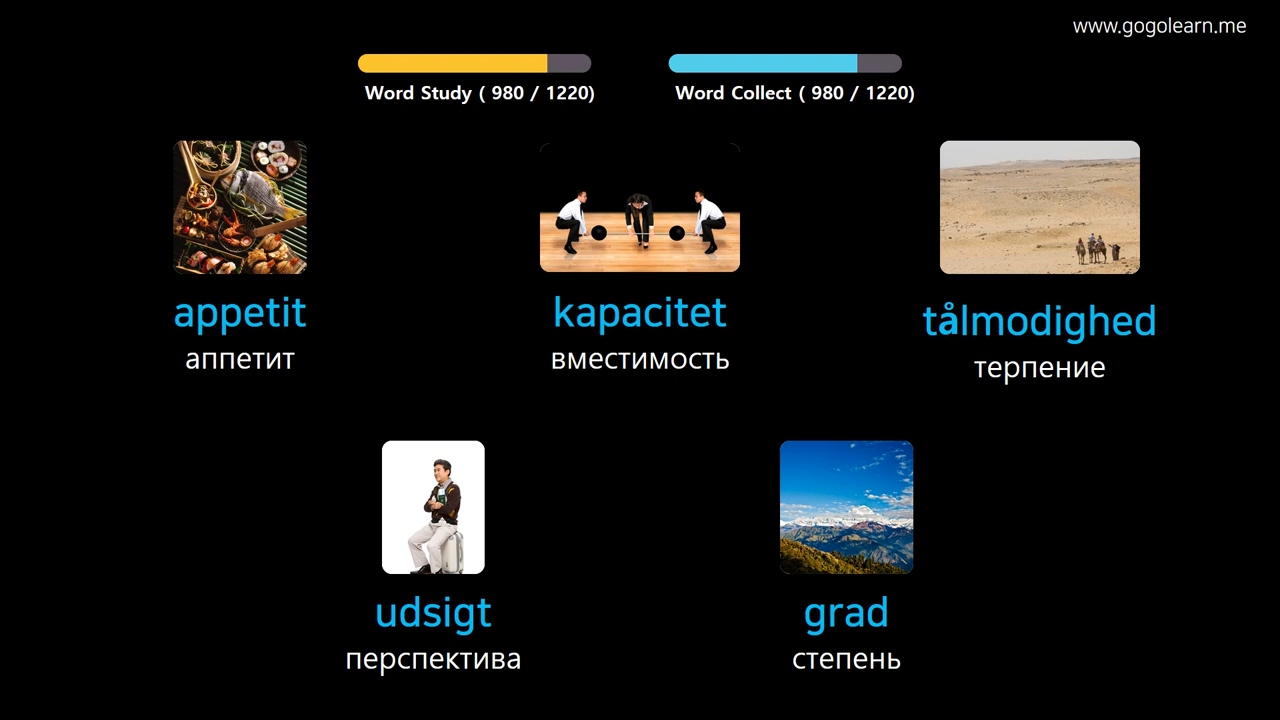 www.gogolearn.me
Word Study ( 980 / 1220)
Word Collect ( 980 / 1220)
appetit
аппетит
kapacitet
вместимость
tålmodighed
терпение
udsigt
перспектива
grad
степень